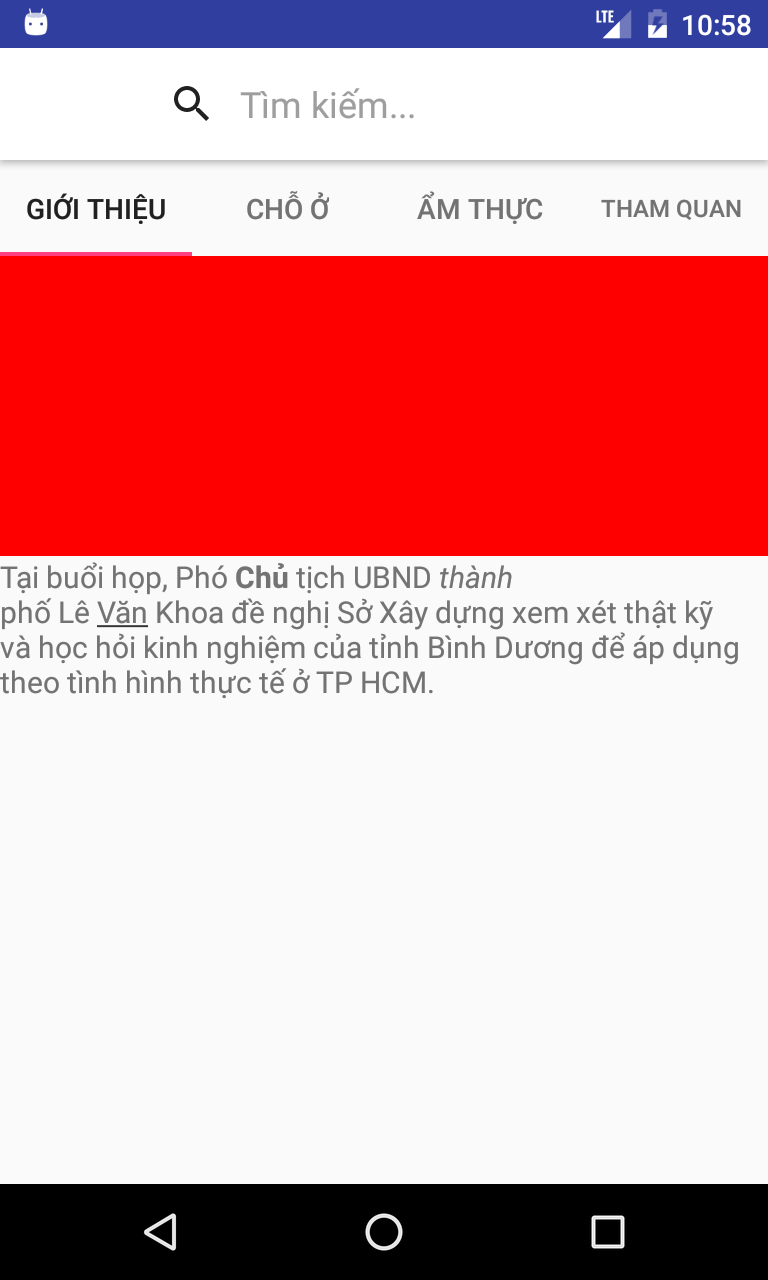 LTE 10:58
Tìm kiếm...
GIỚI THIỆU CHỖ Ở ẨM THỰC THAM QUAN
Tại buổi họp, Phó Chủ tịch UBND thành
phố Lê Văn Khoa đề nghị Sở Xây dựng xem xét thật kỹ
và học hỏi kinh nghiệm của tỉnh Bình Dương để áp dụng
theo tình hình thực tế ở TP HCM.